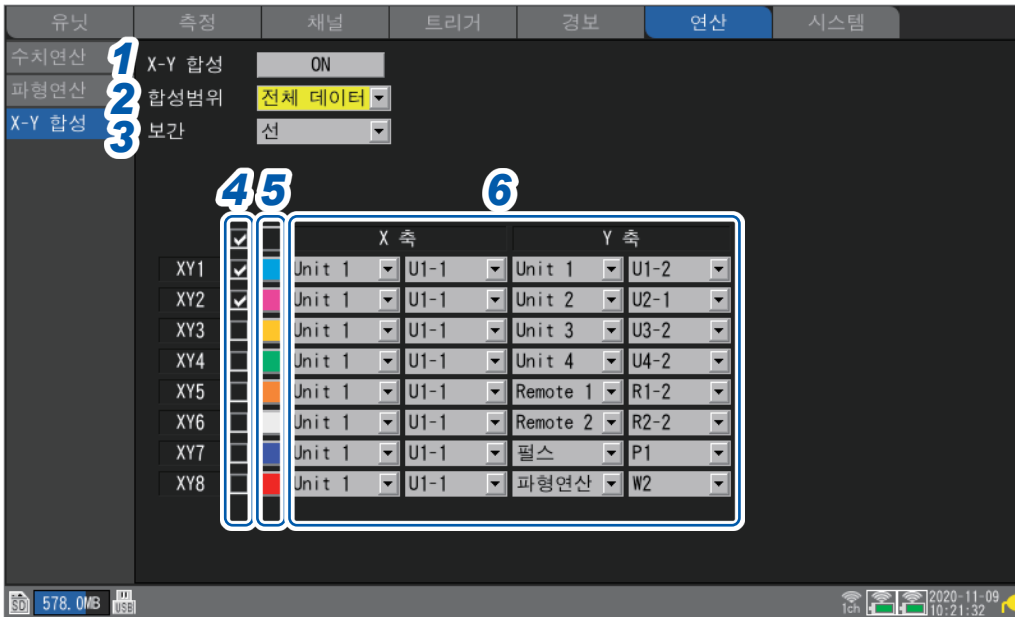 유닛 측정 채널 트리거 경보 연산 시스템
수치연산
파형연산
X-Y 합성
1 X-Y 합성 ON
2 합성범위 전체 데이터
3 보간 선
4 5 6
X 축 Y 축
XY1 Unit 1 U1-1 Unit 1 U1-2
XY2 Unit 1 U1-1 Unit 2 U2-1
XY3 Unit 1 U1-1 Unit 3 U3-2
XY4 Unit 1 U1-1 Unit 4 U4-2
XY5 Unit 1 U1-1 Remote 1 R1-2
XY6 Unit 1 U1-1 Remote 2 R2-2
XY7 Unit 1 U1-1 펄스 P1
XY8 Unit 1 U1-1 파형연산 W2
SD 578.0MB USB 1ch 2020-11-09
10:21:32